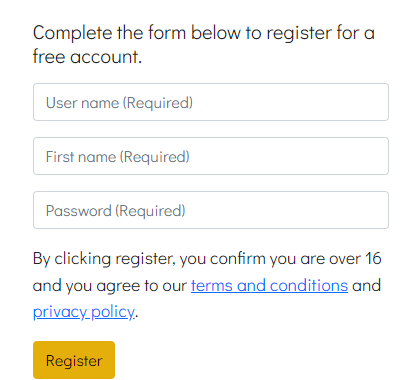 Complete the form below to register for a
free account.
User name (Required)
First name (Required)
Password (Required)
By clicking register, you confirm you are over 16
and you agree to our terms and conditions and
privacy policy.
Register